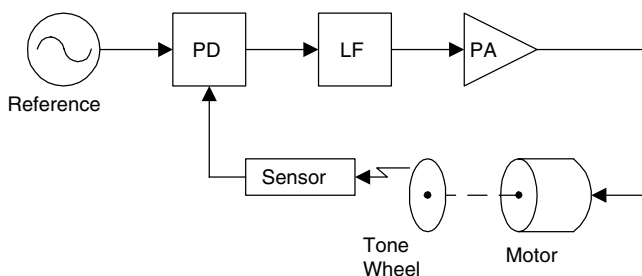 PD
LF
PA
Reference
Sensor
Tone
Wheel
Motor